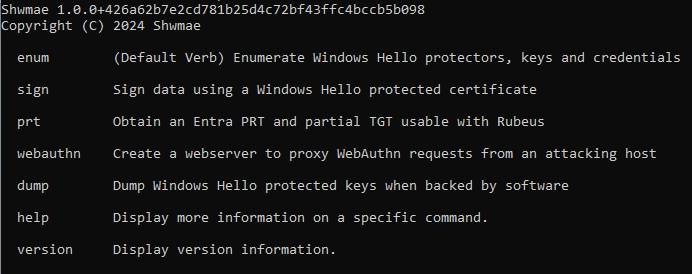 Shwmae 1.0.0+426a62b7e2cd781b25d4c72bf43ffc4bccb5b098
Copyright (C) 2024 Shwmae
enum (Default Verb) Enumerate Windows Hello protectors, keys and credentials
sign Sign data using a Windows Hello protected certificate
prt Obtain an Entra PRT and partial TGT usable with Rubeus
webauthn Create a webserver to proxy WebAuthn requests from an attacking host
dump Dump Windows Hello protected keys when backed by software
help Display more information on a specific command.
version Display version information.